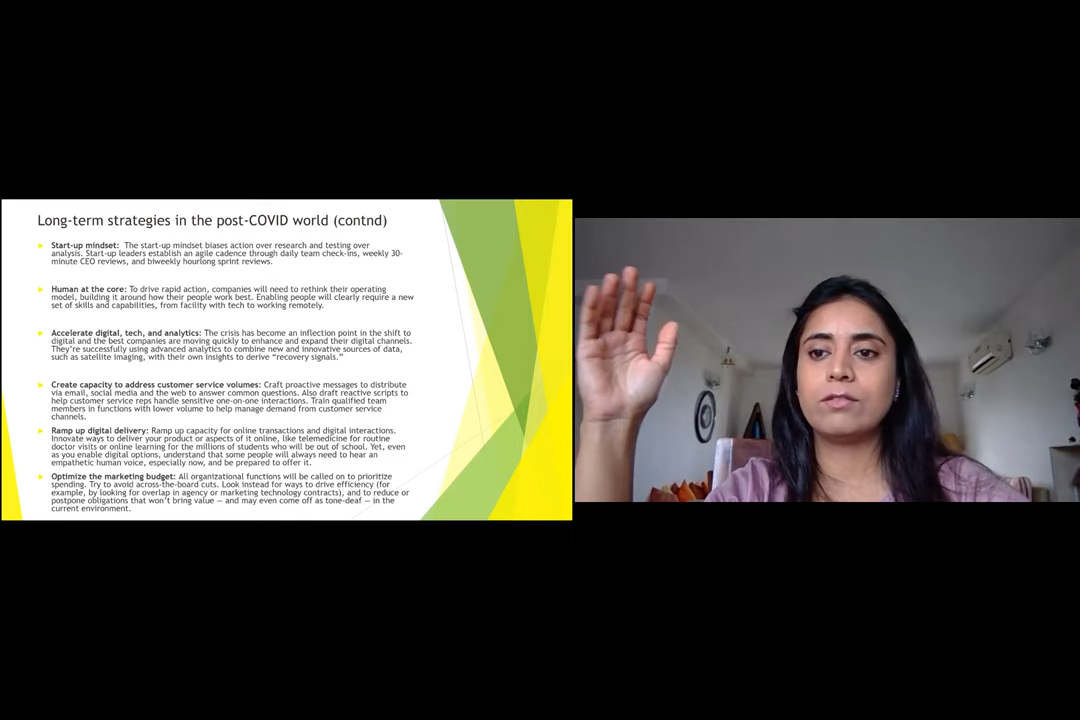 Long-term strategies in the post-COVID world (contnd)
Start-up mindset: The start-up mindset biases action over research and testing over
analysis. Start-up leaders establish an agile cadence through daily team check-ins, weekly 30-
minute CEO reviews, and biweekly hourlong sprint reviews.
Human at the core: To drive rapid action, companies will need to rethink their operating
model, building it around how their people work best. Enabling people will clearly require a new
set of skills and capabilities, from facility with tech to working remotely.
Accelerate digital, tech, and analytics: The crisis has become an inflection point in the shift to
digital and the best companies are moving quickly to enhance and expand their digital channels.
They’re successfully using advanced analytics to combine new and innovative sources of data,
such as satellite imaging, with their own insights to derive “recovery signals.”
Create capacity to address customer service volumes: Craft proactive messages to distribute
via email, social media and the web to answer common questions. Also draft reactive scripts to
help customer service reps handle sensitive one-on-one interactions. Train qualified team
members in functions with lower volume to help manage demand from customer service
channels.
Ramp up digital delivery: Ramp up capacity for online transactions and digital interactions.
Innovate ways to deliver your product or aspects of it online, like telemedicine for routine
doctor visits or online learning for the millions of students who will be out of school. Yet, even
as you enable digital options, understand that some people will always need to hear an
empathetic human voice, especially now, and be prepared to offer it.
Optimize the marketing budget: All organizational functions will be called on to prioritize
spending. Try to avoid across-the-board cuts. Look instead for ways to drive efficiency (for
example, by looking for overlap in agency or marketing technology contracts), and to reduce or
postpone obligations that won’t bring value — and may even come off as tone-deaf — in the
current environment.